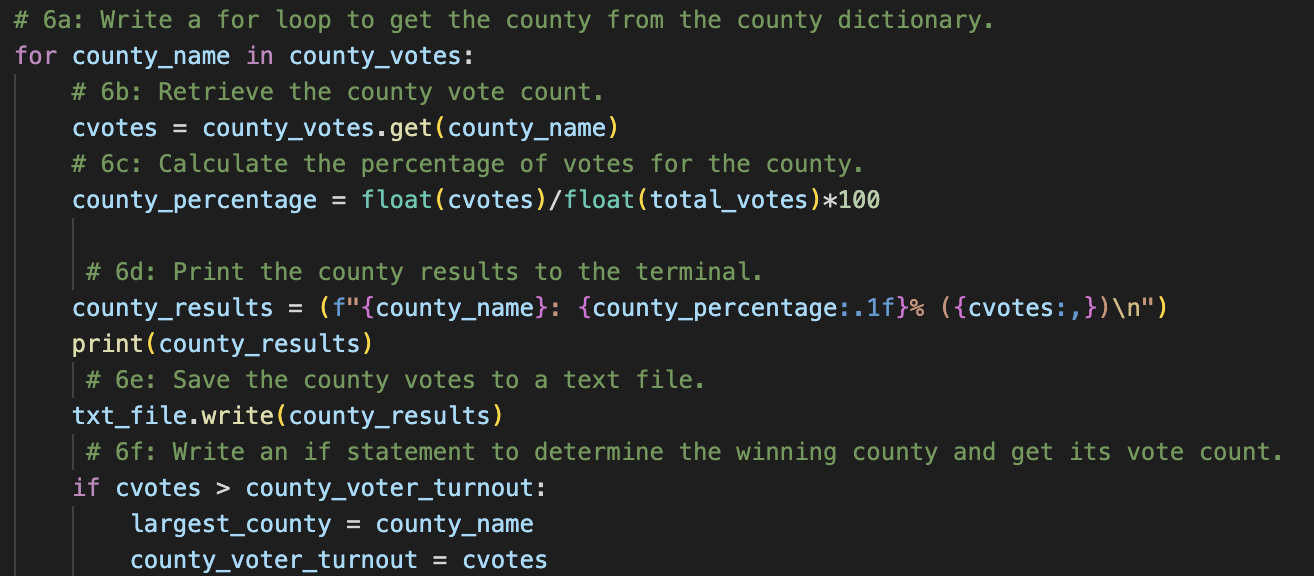 # 6a: Write a for loop to get the county from the county dictionary.
for county_name in county_votes:
    # 6b: Retrieve the county vote count.
    cvotes = county_votes.get(county_name)
    # 6c: Calculate the percentage of votes for the county.
    county_percentage = float(cvotes)/float(total_votes)*100

     # 6d: Print the county results to the terminal.
    county_results = (f"{county_name}: {county_percentage:.1f}% ({cvotes:,})\n")
    print(county_results)
     # 6e: Save the county votes to a text file.
    txt_file.write(county_results)
     # 6f: Write an if statement to determine the winning county and get its vote count.
    if cvotes > county_voter_turnout:
        largest_county = county_name
        county_voter_turnout = cvotes